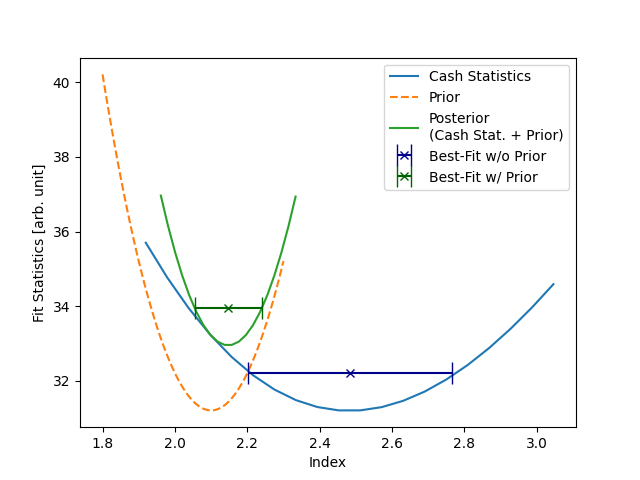 Cash Statistics
Prior
Posterior
(Cash Stat. + Prior)
Best-Fit w/o Prior
Best-Fit w/ Prior
Fit Statistics [arb. unit]
40
38
36
34
32
1.8 2.0 2.2 2.4 2.6 2.8 3.0
Index